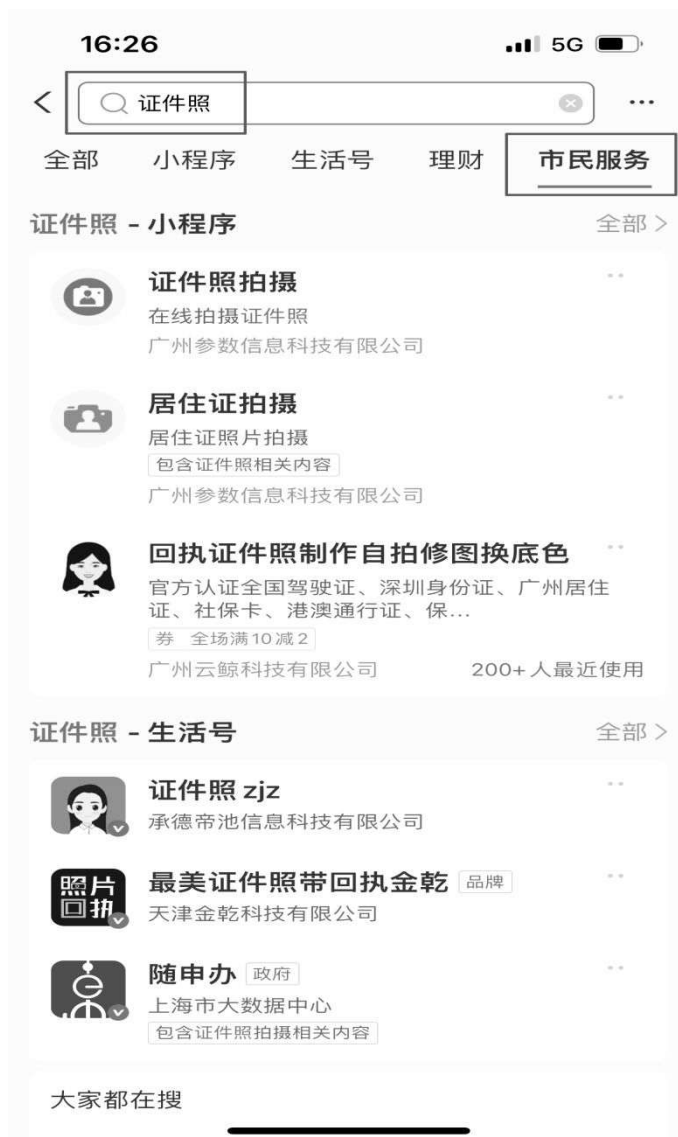 16:26 5G
证件照
全部 小程序 生活号 理财 市民服务
证件照 - 小程序 全部
证件照拍摄
在线拍摄证件照
广州参数信息科技有限公司
居住证拍摄
居住证照片拍摄
包含证件照相关内容
广州参数信息科技有限公司
回执证件照制作自拍修图换底色
官方认证全国驾驶证、深圳身份证、广州居住
证、社保卡、港澳通行证、保...
券 全场满10减2
广州云鲸科技有限公司 200+人最近使用
证件照 - 生活号 全部
证件照 zjz
承德帝池信息科技有限公司
照片
回执
最美证件照带回执金乾 品牌
天津金乾科技有限公司
随申办 政府
上海市大数据中心
包含证件照拍摄相关内容
大家都在搜